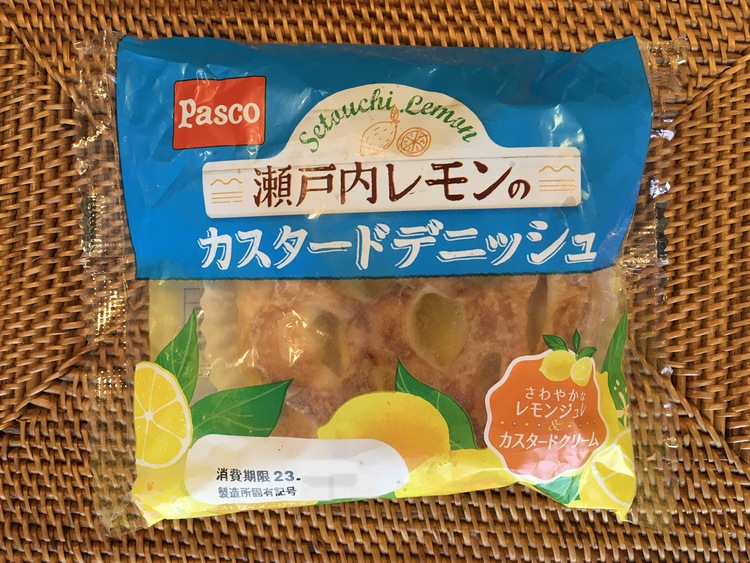 Pasco
Setouchi Lemon
瀬戸内レモンの
カスタードデニッシュ
さわやかな
レモンジュレ
&
カスタードクリーム
消費期限 23.
製造所固有記号